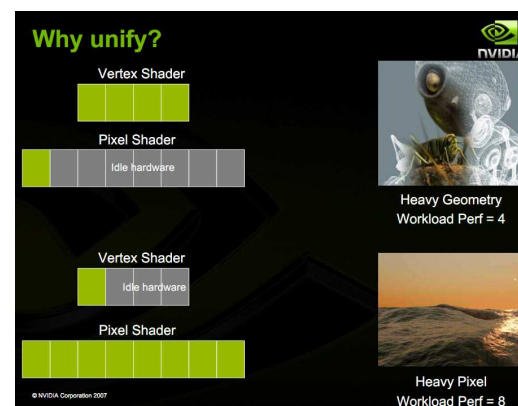 Why unify?
NVIDIA
Vertex Shader
Pixel Shader
Idle hardware
Heavy Geometry
Workload Perf = 4
Vertex Shader
Idle hardware
Pixel Shader
Heavy Pixel
Workload Perf = 8
© NVIDIA Corporation 2007